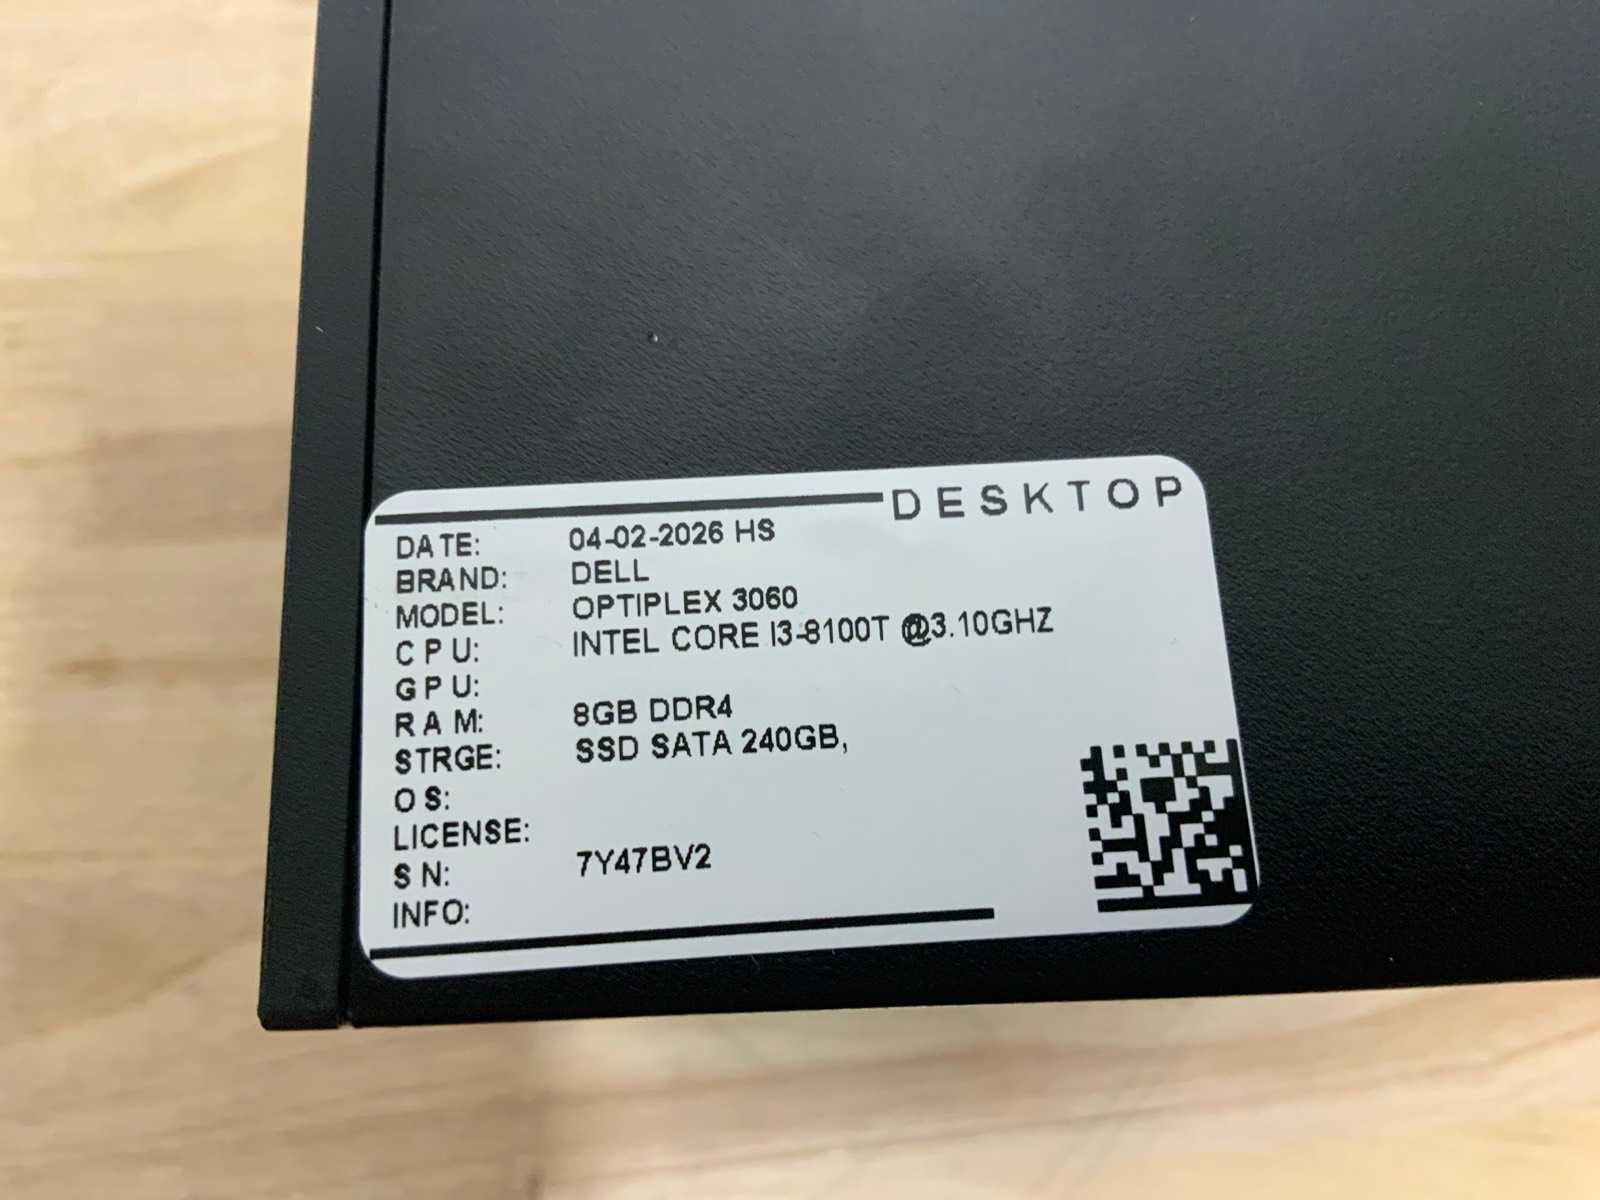 DESKTOP
DATE: 04-02-2026 HS
BRAND: DELL
MODEL: OPTIPLEX 3060
CPU: INTEL CORE I3-8100T @3.10GHZ
GPU:
RAM: 8GB DDR4
STRGE: SSD SATA 240GB,
OS:
LICENSE:
SN: 7Y47BV2
INFO: